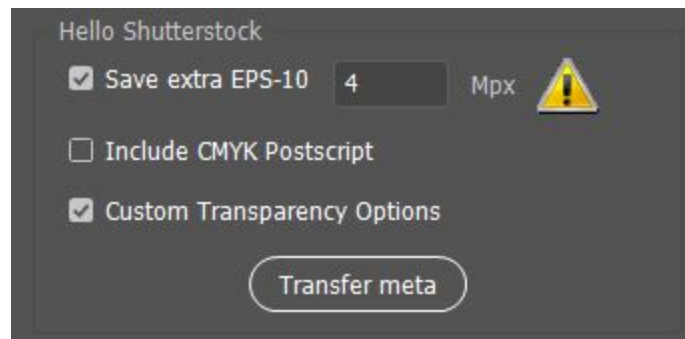 Hello Shutterstock
Save extra EPS-10 4 Mpx
Include CMYK Postscript
Custom Transparency Options
Transfer meta